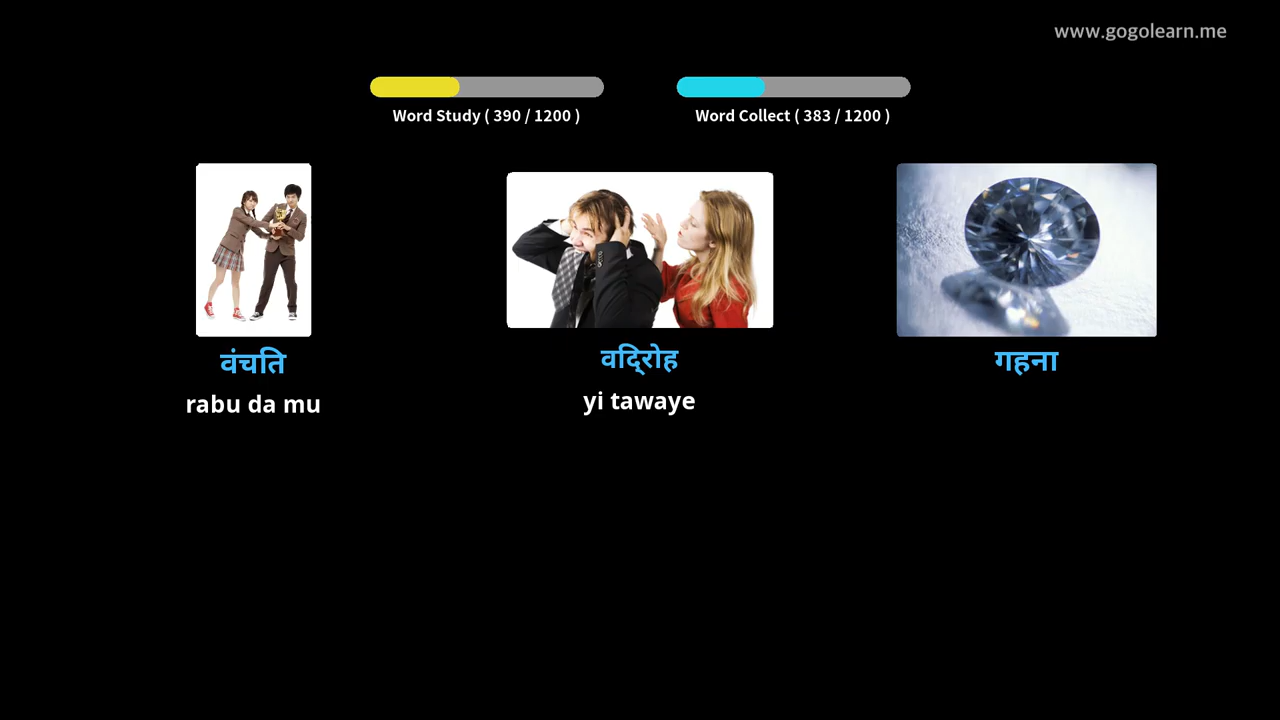 www.gogolearn.me
Word Study ( 390 / 1200 )
Word Collect ( 383 / 1200 )
वंचति
rabu da mu
वदि्रोह
yi tawaye
गहना